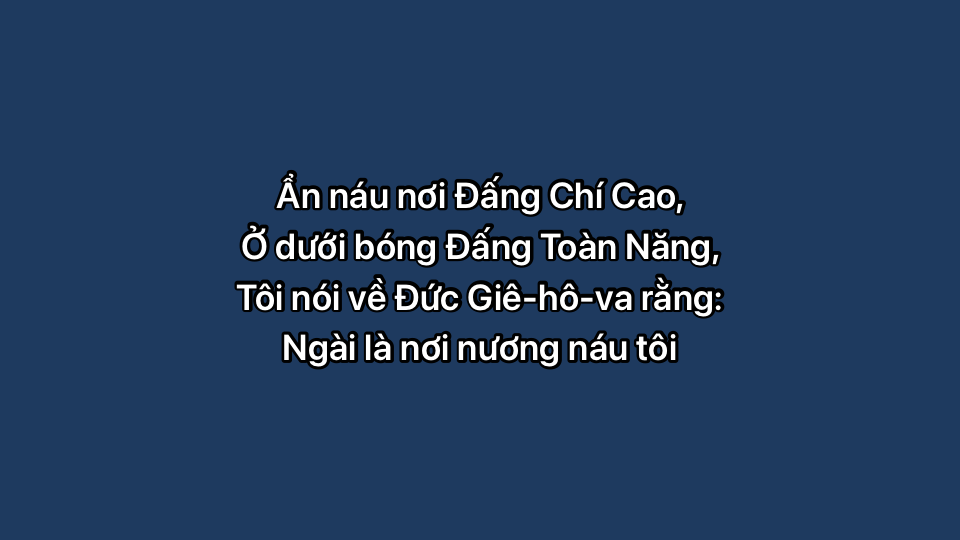 Ẩn náu nơi Đấng Chí Cao,
Ở dưới bóng Đấng Toàn Năng,
Tôi nói về Đức Giê-hô-va rằng:
Ngài là nơi nương náu tôi